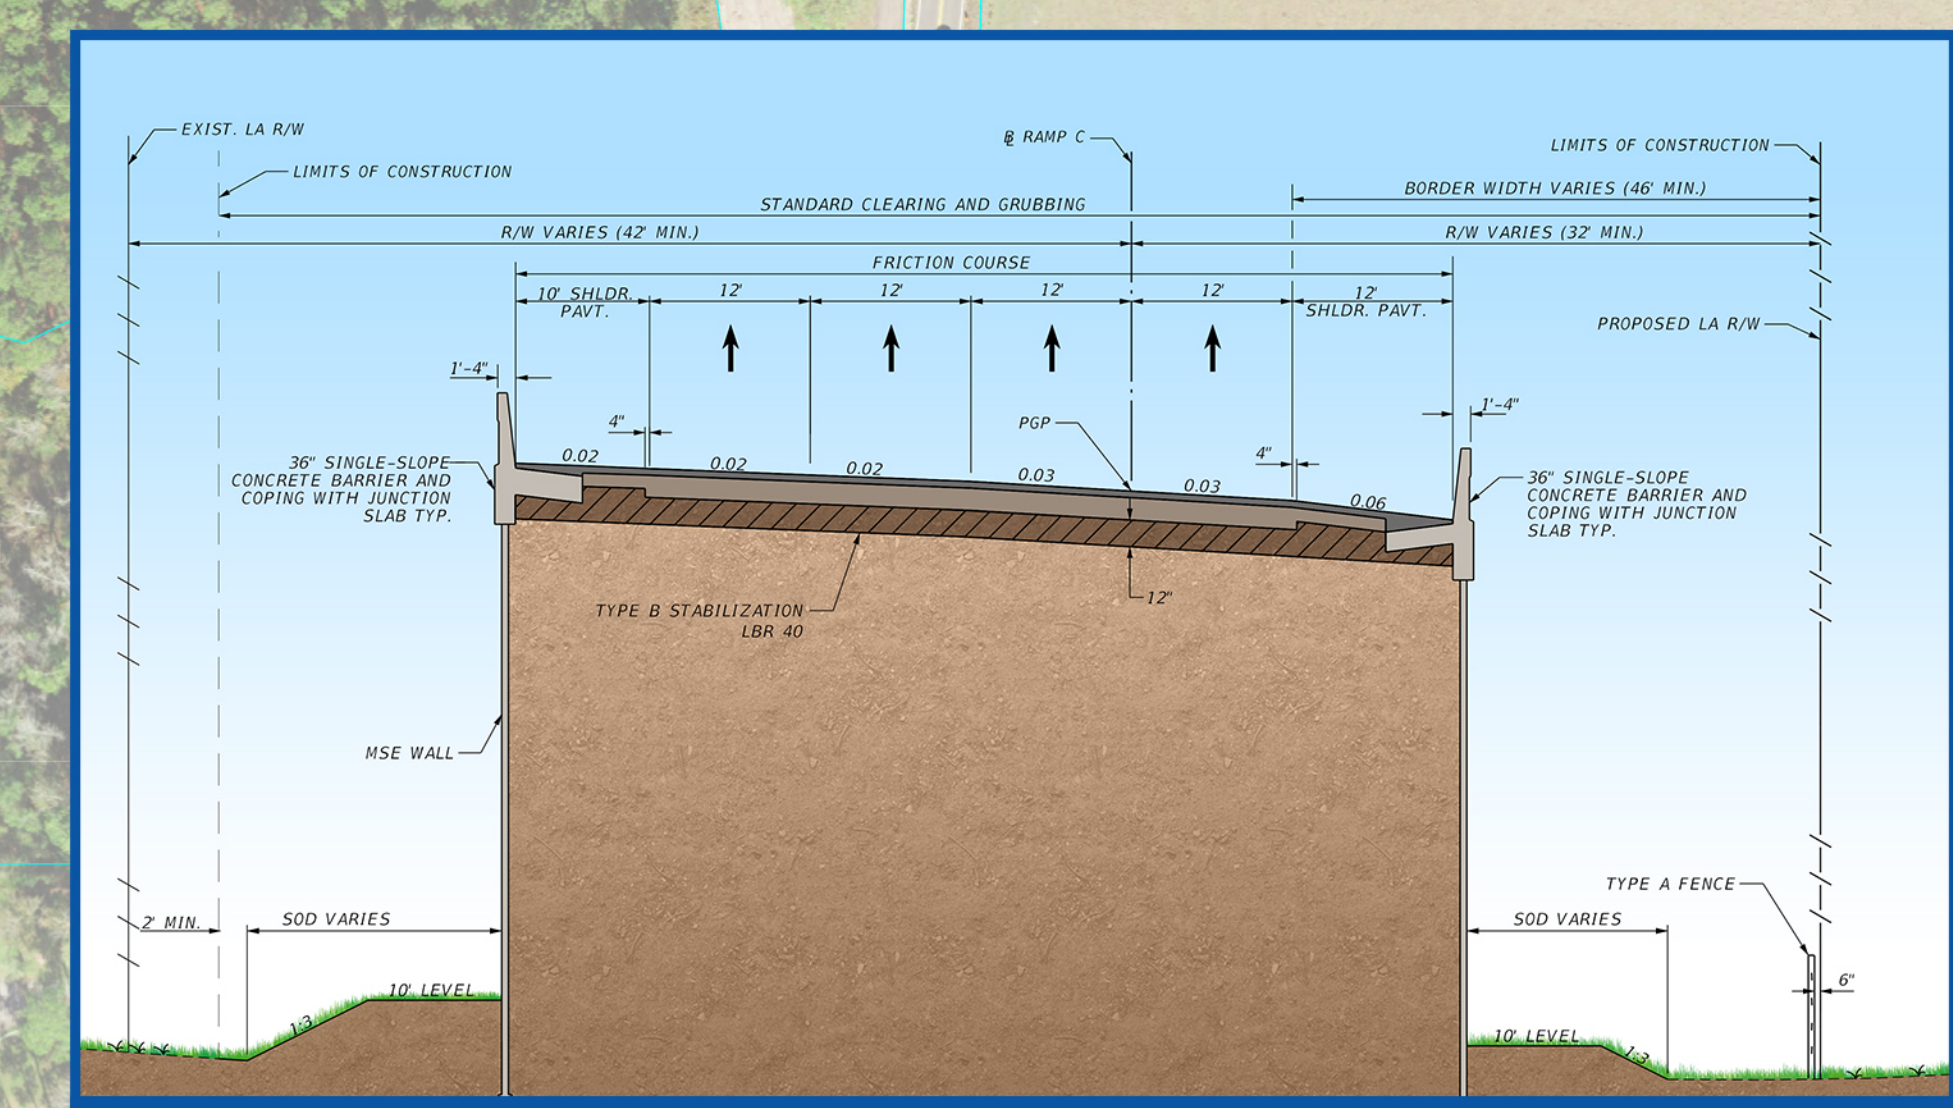 EXIST. LA R/W
℄ RAMP C
LIMITS OF CONSTRUCTION
LIMITS OF CONSTRUCTION
BORDER WIDTH VARIES (46' MIN.)
STANDARD CLEARING AND GRUBBING
R/W VARIES (42' MIN.)
R/W VARIES (32' MIN.)
FRICTION COURSE
10' SHLDR.
PAVT.
12'
12'
12'
12'
12'
SHLDR. PAVT.
PROPOSED LA R/W
1'-4"
1'-4"
4"
PGP
4"
0.02
0.02
0.02
0.03
0.03
0.06
36" SINGLE-SLOPE
CONCRETE BARRIER AND
COPING WITH JUNCTION
SLAB TYP.
36" SINGLE-SLOPE
CONCRETE BARRIER AND
COPING WITH JUNCTION
SLAB TYP.
TYPE B STABILIZATION
LBR 40
12"
MSE WALL
TYPE A FENCE
2' MIN.
SOD VARIES
SOD VARIES
6"
10' LEVEL
1:3
10' LEVEL
1:3